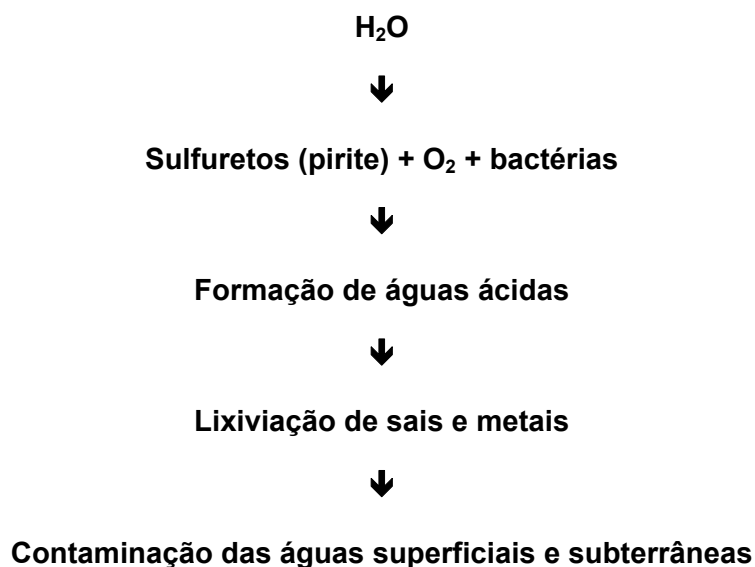 H₂O
🡻
Sulfuretos (pirite) + O₂ + bactérias
🡻
Formação de águas ácidas
🡻
Lixiviação de sais e metais
🡻
Contaminação das águas superficiais e subterrâneas